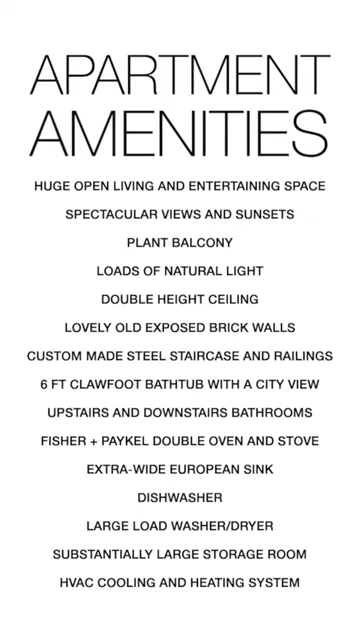 APARTMENT
AMENITIES
HUGE OPEN LIVING AND ENTERTAINING SPACE
SPECTACULAR VIEWS AND SUNSETS
PLANT BALCONY
LOADS OF NATURAL LIGHT
DOUBLE HEIGHT CEILING
LOVELY OLD EXPOSED BRICK WALLS
CUSTOM MADE STEEL STAIRCASE AND RAILINGS
6 FT CLAWFOOT BATHTUB WITH A CITY VIEW
UPSTAIRS AND DOWNSTAIRS BATHROOMS
FISHER + PAYKEL DOUBLE OVEN AND STOVE
EXTRA-WIDE EUROPEAN SINK
DISHWASHER
LARGE LOAD WASHER/DRYER
SUBSTANTIALLY LARGE STORAGE ROOM
HVAC COOLING AND HEATING SYSTEM